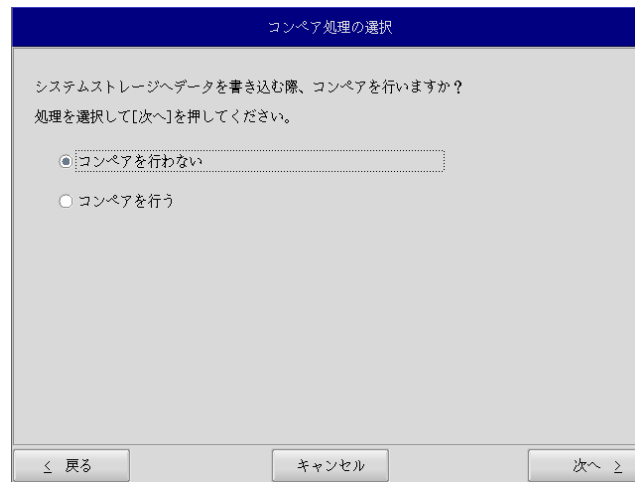 コンペア処理の選択
システムストレージへデータを書き込む際、コンペアを行いますか？
処理を選択して[次へ]を押してください。
コンペアを行わない
コンペアを行う
< 戻る
キャンセル
次へ >